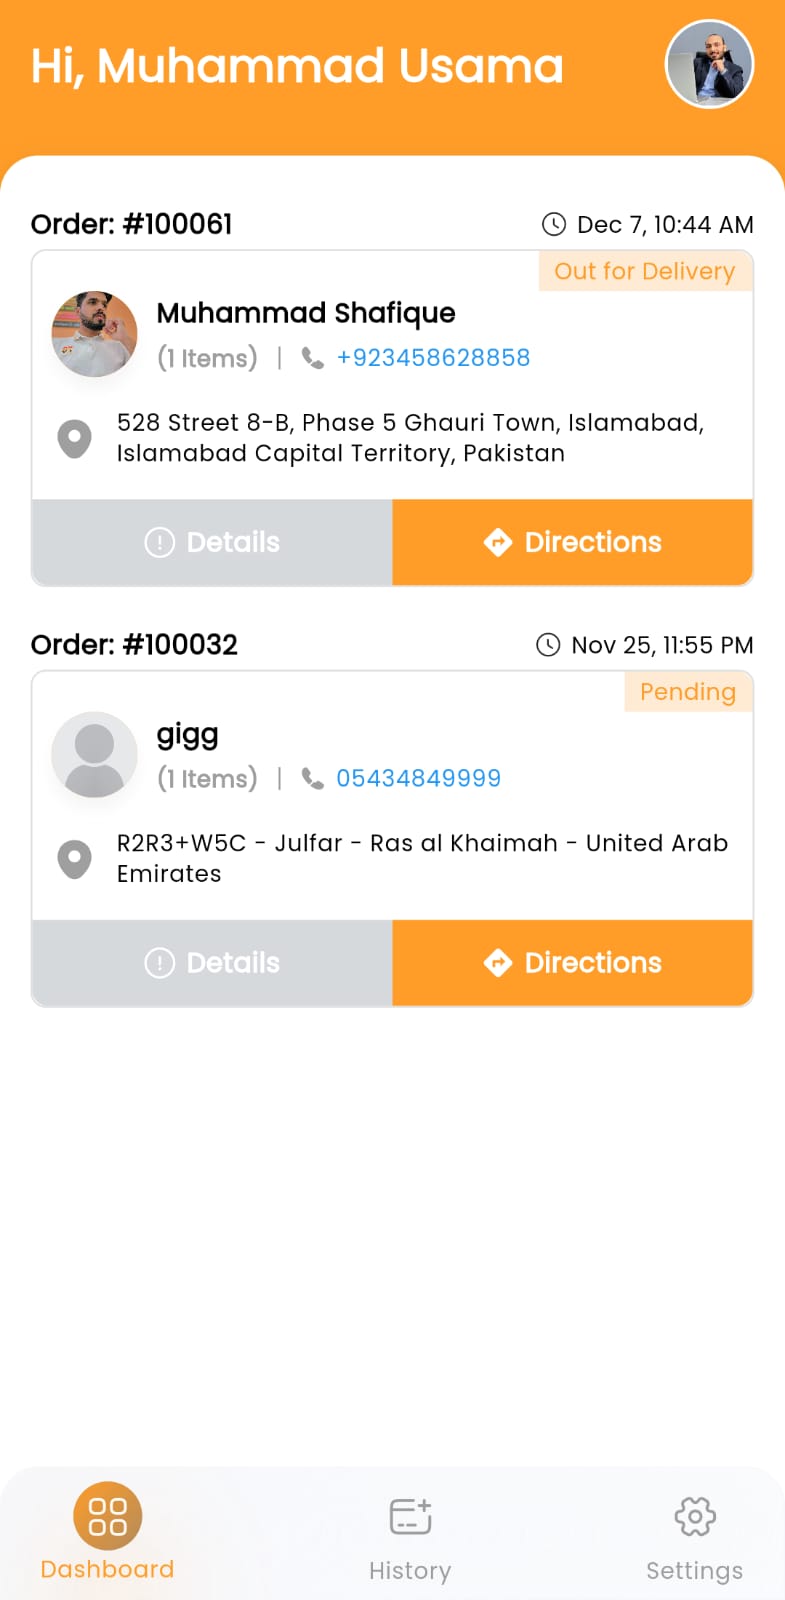 Hi, Muhammad Usama
Order: #100061
Dec 7, 10:44 AM
Out for Delivery
Muhammad Shafique
(1 Items) | +923458628858
528 Street 8-B, Phase 5 Ghauri Town, Islamabad,
Islamabad Capital Territory, Pakistan
Details
Directions
Order: #100032
Nov 25, 11:55 PM
Pending
gigg
(1 Items) | 05434849999
R2R3+W5C - Julfar - Ras al Khaimah - United Arab
Emirates
Details
Directions
Dashboard
History
Settings